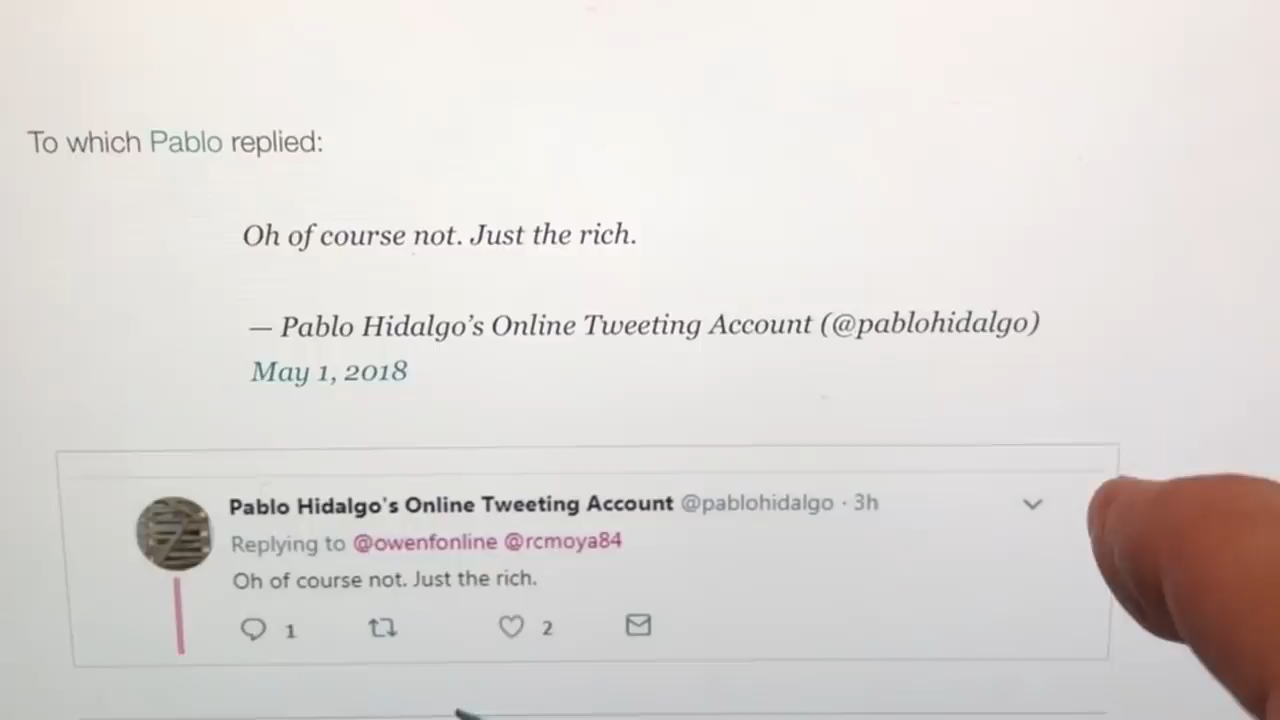 To which Pablo replied:
Oh of course not. Just the rich.
— Pablo Hidalgo’s Online Tweeting Account (@pablohidalgo)
May 1, 2018
Pablo Hidalgo's Online Tweeting Account @pablohidalgo · 3h
Replying to @owenfonline @rcmoya84
Oh of course not. Just the rich.
1 2